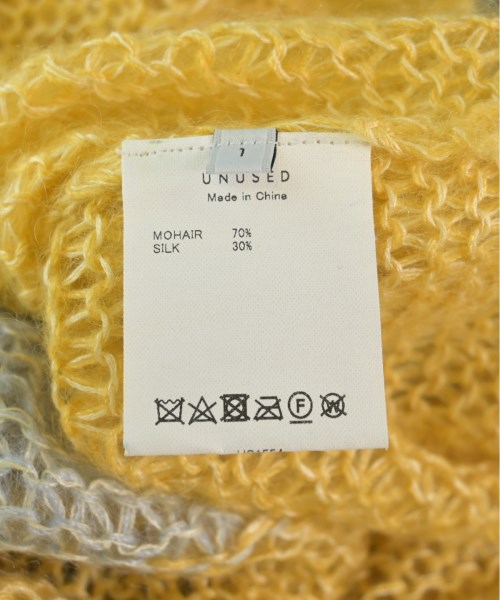 1
UNUSED
Made in China
MOHAIR 70%
SILK 30%
F W